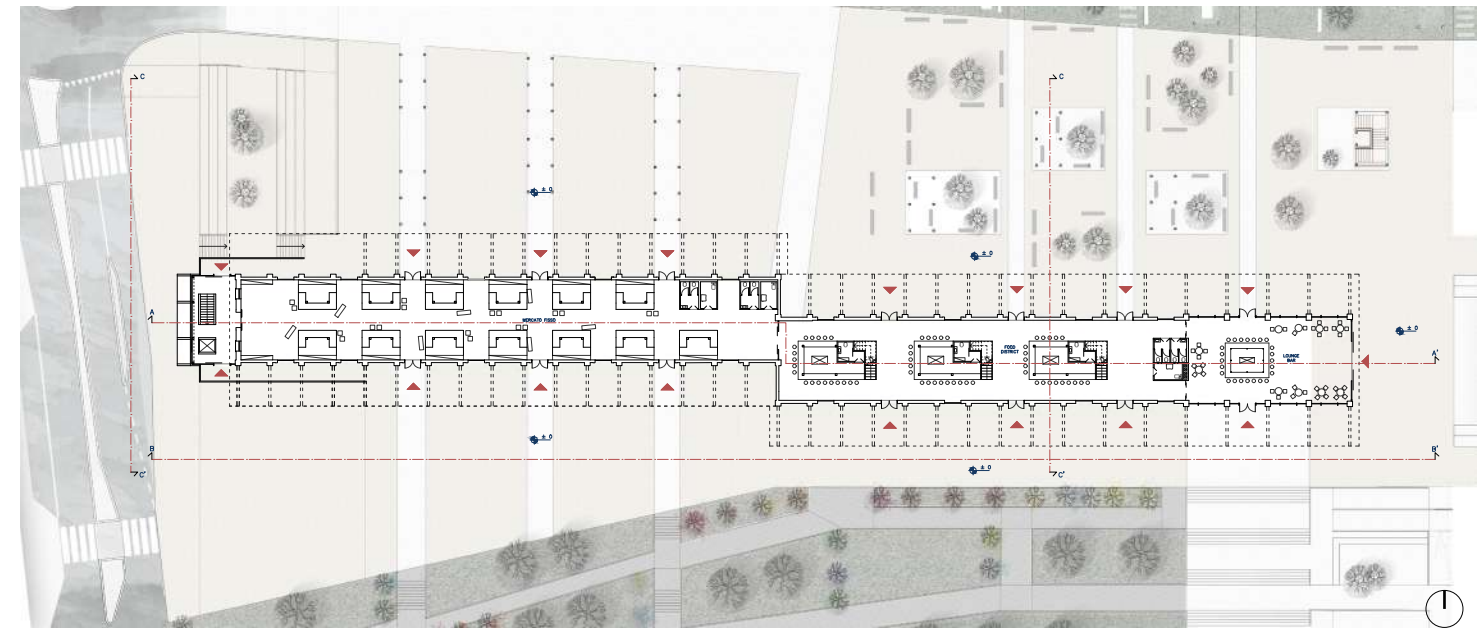 C
C
± 0
± 0
A
MERCATO FISSO
± 0
FOOD
DISTRICT
LOUNGE
BAR
A'
± 0
B
B'
C'
± 0
C'